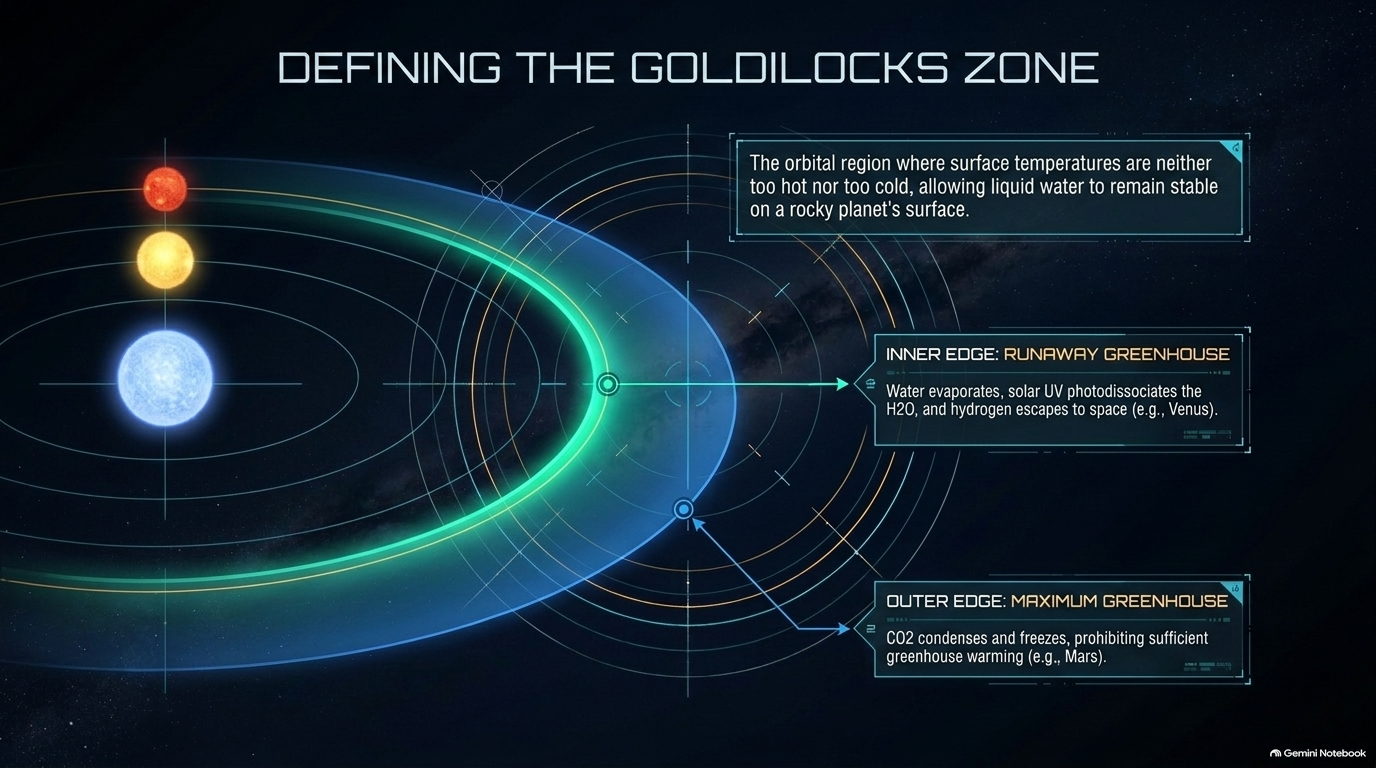 DEFINING THE GOLDILOCKS ZONE
The orbital region where surface temperatures are neither
too hot nor too cold, allowing liquid water to remain stable
on a rocky planet's surface.
INNER EDGE: RUNAWAY GREENHOUSE
Water evaporates, solar UV photodissociates the
H2O, and hydrogen escapes to space (e.g., Venus).
OUTER EDGE: MAXIMUM GREENHOUSE
CO2 condenses and freezes, prohibiting sufficient
greenhouse warming (e.g., Mars).
Gemini Notebook